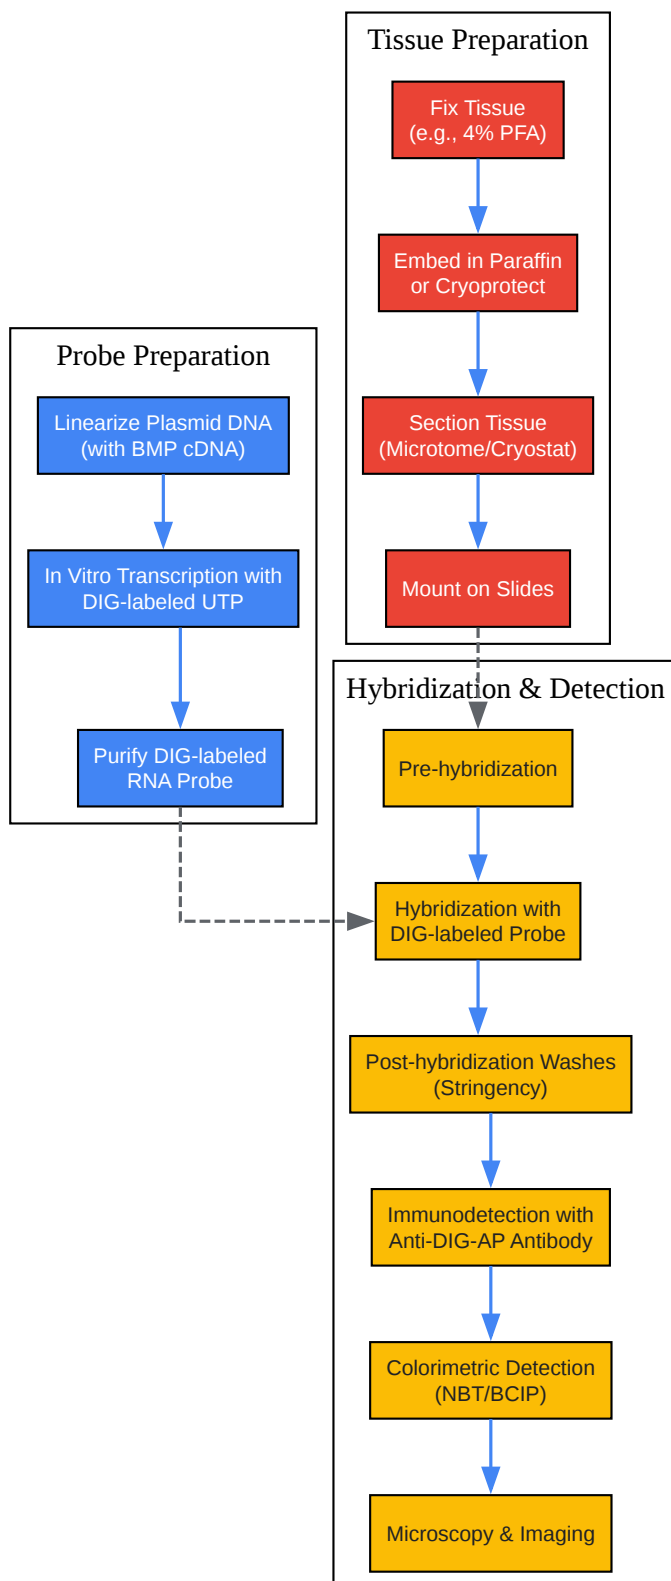 Tissue Preparation
Fix Tissue
(e.g., 4% PFA)
Embed in Paraffin
or Cryoprotect
Section Tissue
(Microtome/Cryostat)
Mount on Slides
Probe Preparation
Linearize Plasmid DNA
(with BMP cDNA)
In Vitro Transcription with
DIG-labeled UTP
Purify DIG-labeled
RNA Probe
Hybridization & Detection
Pre-hybridization
Hybridization with
DIG-labeled Probe
Post-hybridization Washes
(Stringency)
Immunodetection with
Anti-DIG-AP Antibody
Colorimetric Detection
(NBT/BCIP)
Microscopy & Imaging